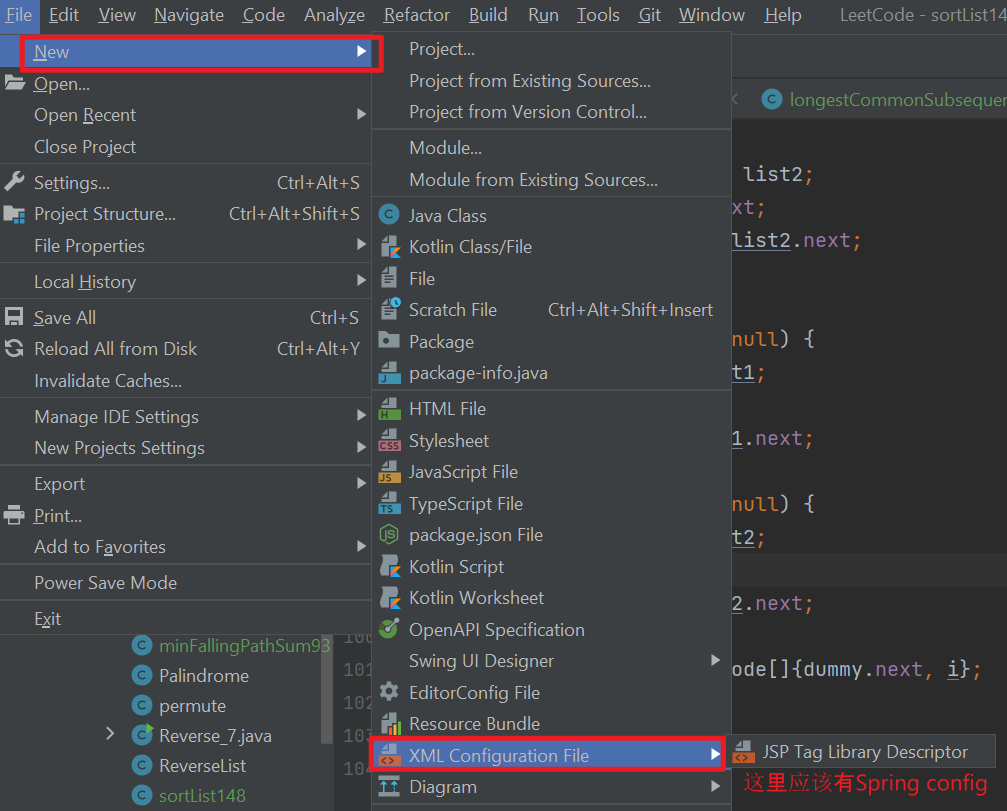 File Edit View Navigate Code Analyze Refactor Build Run Tools Git Window Help LeetCode - sortList14
New
Open...
Open Recent
Close Project
Settings... Ctrl+Alt+S
Project Structure... Ctrl+Alt+Shift+S
File Properties
Local History
Save All Ctrl+S
Reload All from Disk Ctrl+Alt+Y
Invalidate Caches...
Manage IDE Settings
New Projects Settings
Export
Print...
Add to Favorites
Power Save Mode
Exit
minFallingPathSum93
Palindrome
permute
Reverse_7.java
ReverseList
sortList148
Project...
Project from Existing Sources...
Project from Version Control...
Module...
Module from Existing Sources...
Java Class
Kotlin Class/File
File
Scratch File Ctrl+Alt+Shift+Insert
Package
package-info.java
HTML File
Stylesheet
JavaScript File
TypeScript File
package.json File
Kotlin Script
Kotlin Worksheet
OpenAPI Specification
Swing UI Designer
EditorConfig File
Resource Bundle
XML Configuration File
Diagram
JSP Tag Library Descriptor
这里应该有Spring config
longestCommonSubsequer
list2;
xt;
list2.next;
null) {
t1;
1.next;
null) {
t2;
2.next;
ode[]{dummy.next, i};